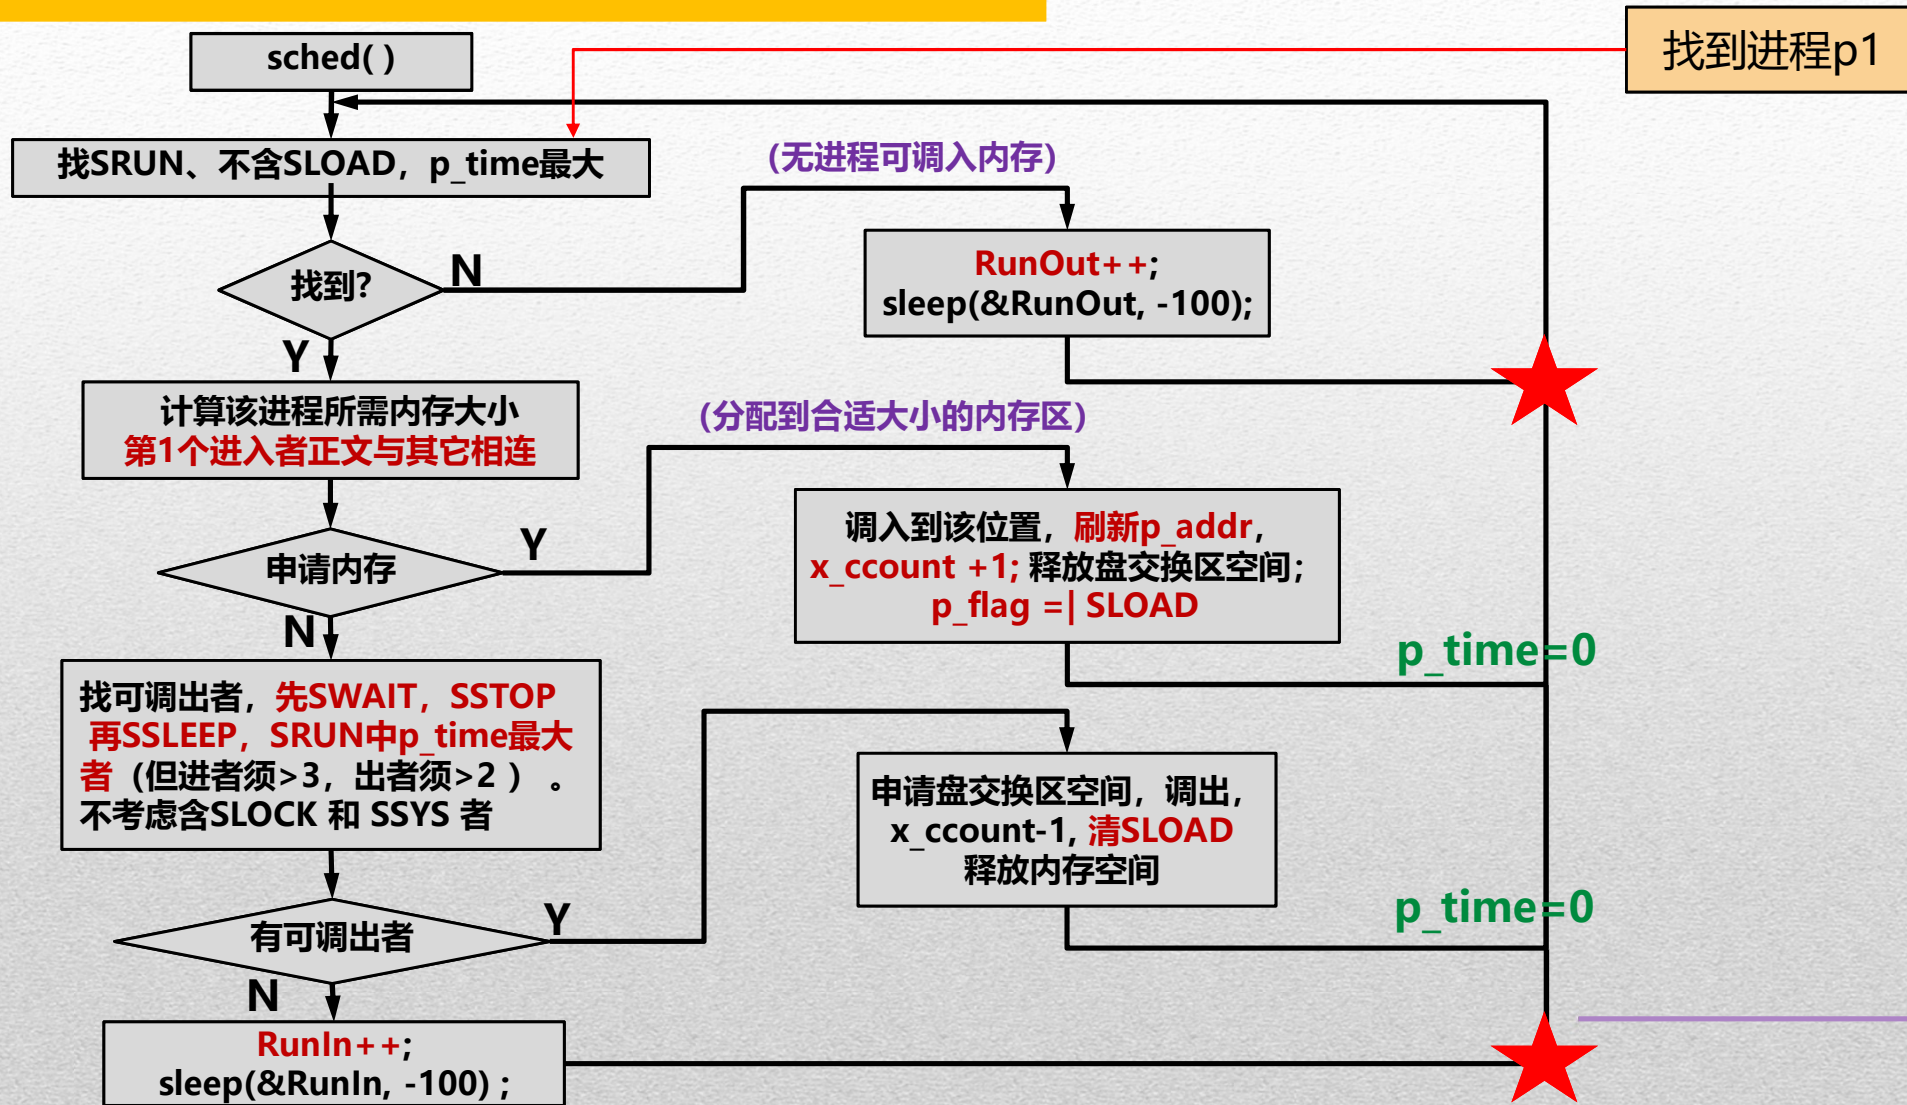 sched( )
找到进程p1
找SRUN、不含SLOAD，p_time最大
(无进程可调入内存)
找到?
N
RunOut++;
sleep(&RunOut, -100);
Y
计算该进程所需内存大小
第1个进入者正文与其它相连
(分配到合适大小的内存区)
申请内存
Y
调入到该位置，刷新p_addr,
x_ccount +1; 释放盘交换区空间；
p_flag =| SLOAD
N
p_time=0
找可调出者，先SWAIT，SSTOP
再SSLEEP，SRUN中p_time最大
者（但进者须>3，出者须>2 ） 。
不考虑含SLOCK 和 SSYS 者
申请盘交换区空间，调出，
x_ccount-1, 清SLOAD
释放内存空间
p_time=0
有可调出者
Y
N
RunIn++;
sleep(&RunIn, -100) ;